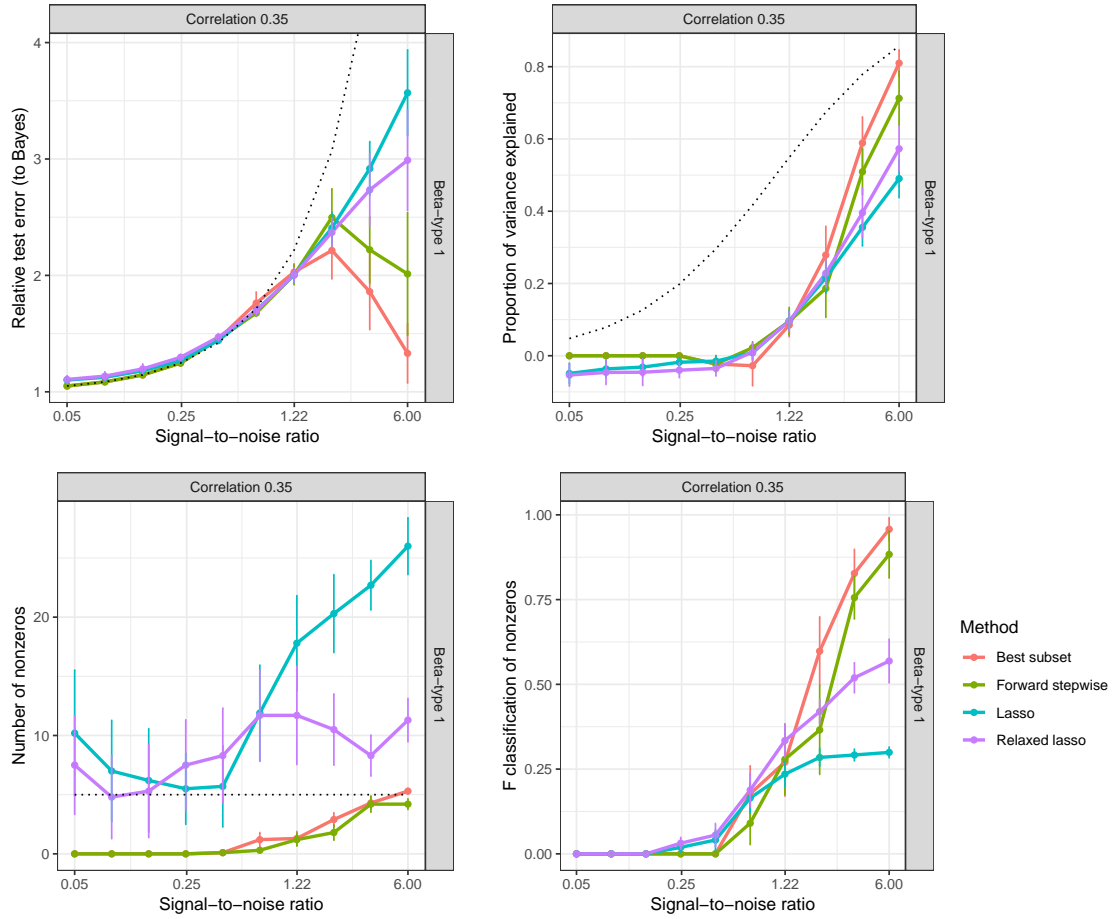 Correlation 0.35
Relative test error (to Bayes)
4
3
2
1
Beta−type 1
0.05
0.25
1.22
6.00
Signal−to−noise ratio
Correlation 0.35
Proportion of variance explained
0.8
0.6
0.4
0.2
0.0
Beta−type 1
0.05
0.25
1.22
6.00
Signal−to−noise ratio
Correlation 0.35
Number of nonzeros
20
10
0
Beta−type 1
0.05
0.25
1.22
6.00
Signal−to−noise ratio
Correlation 0.35
F classification of nonzeros
1.00
0.75
0.50
0.25
0.00
Beta−type 1
0.05
0.25
1.22
6.00
Signal−to−noise ratio
Method
Best subset
Forward stepwise
Lasso
Relaxed lasso